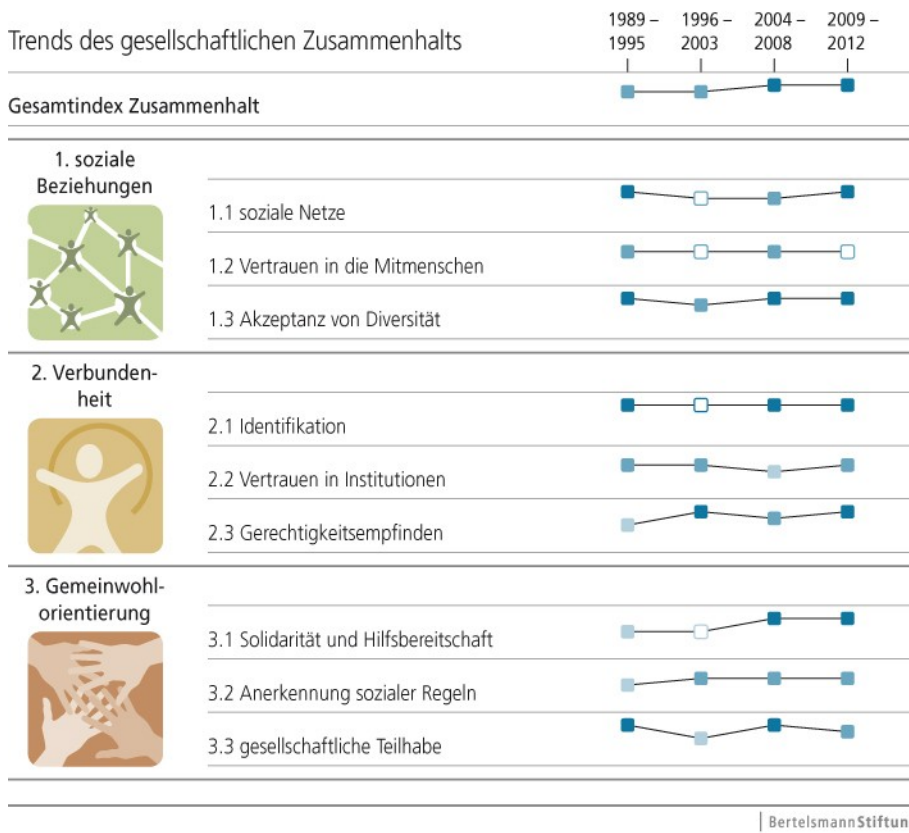 Trends des gesellschaftlichen Zusammenhalts
1989 – 1995
1996 – 2003
2004 – 2008
2009 – 2012
Gesamtindex Zusammenhalt
1. soziale
Beziehungen
1.1 soziale Netze
1.2 Vertrauen in die Mitmenschen
1.3 Akzeptanz von Diversität
2. Verbunden-
heit
2.1 Identifikation
2.2 Vertrauen in Institutionen
2.3 Gerechtigkeitsempfinden
3. Gemeinwohl-
orientierung
3.1 Solidarität und Hilfsbereitschaft
3.2 Anerkennung sozialer Regeln
3.3 gesellschaftliche Teilhabe
BertelsmannStiftun